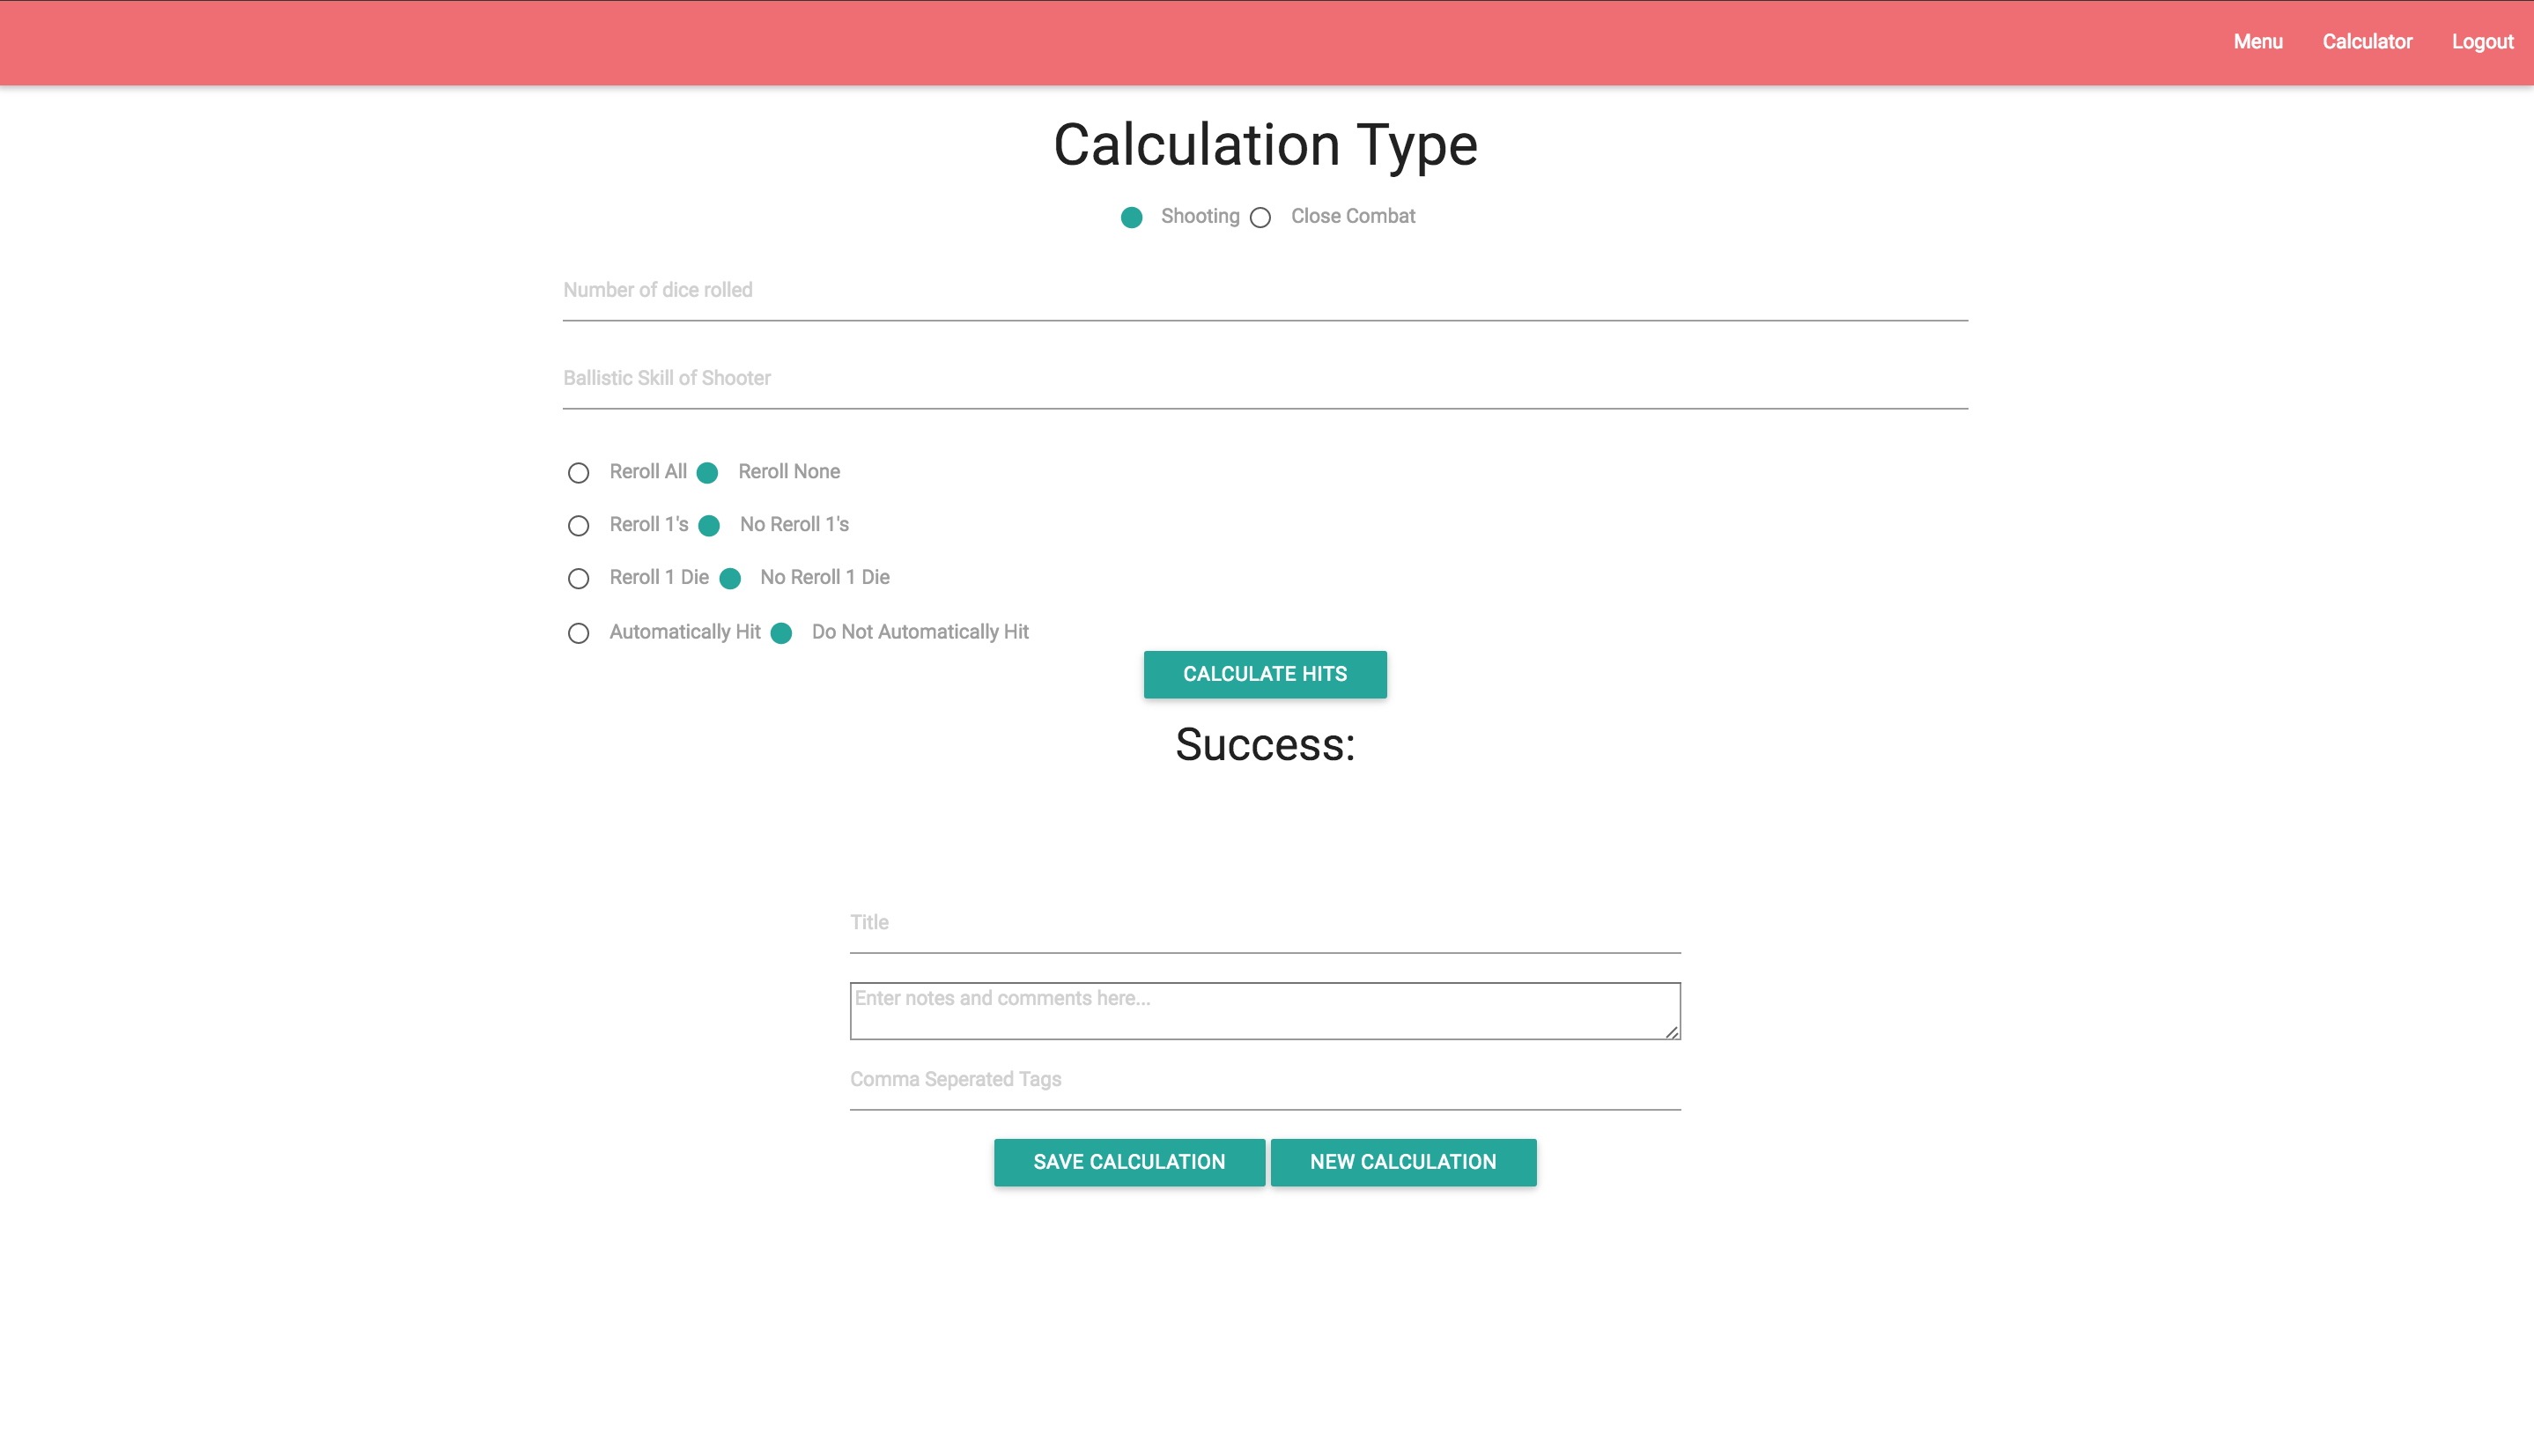 Menu Calculator Logout
Calculation Type
Shooting Close Combat
Number of dice rolled
Ballistic Skill of Shooter
Reroll All Reroll None
Reroll 1's No Reroll 1's
Reroll 1 Die No Reroll 1 Die
Automatically Hit Do Not Automatically Hit
CALCULATE HITS
Success:
Title
Enter notes and comments here...
Comma Seperated Tags
SAVE CALCULATION NEW CALCULATION